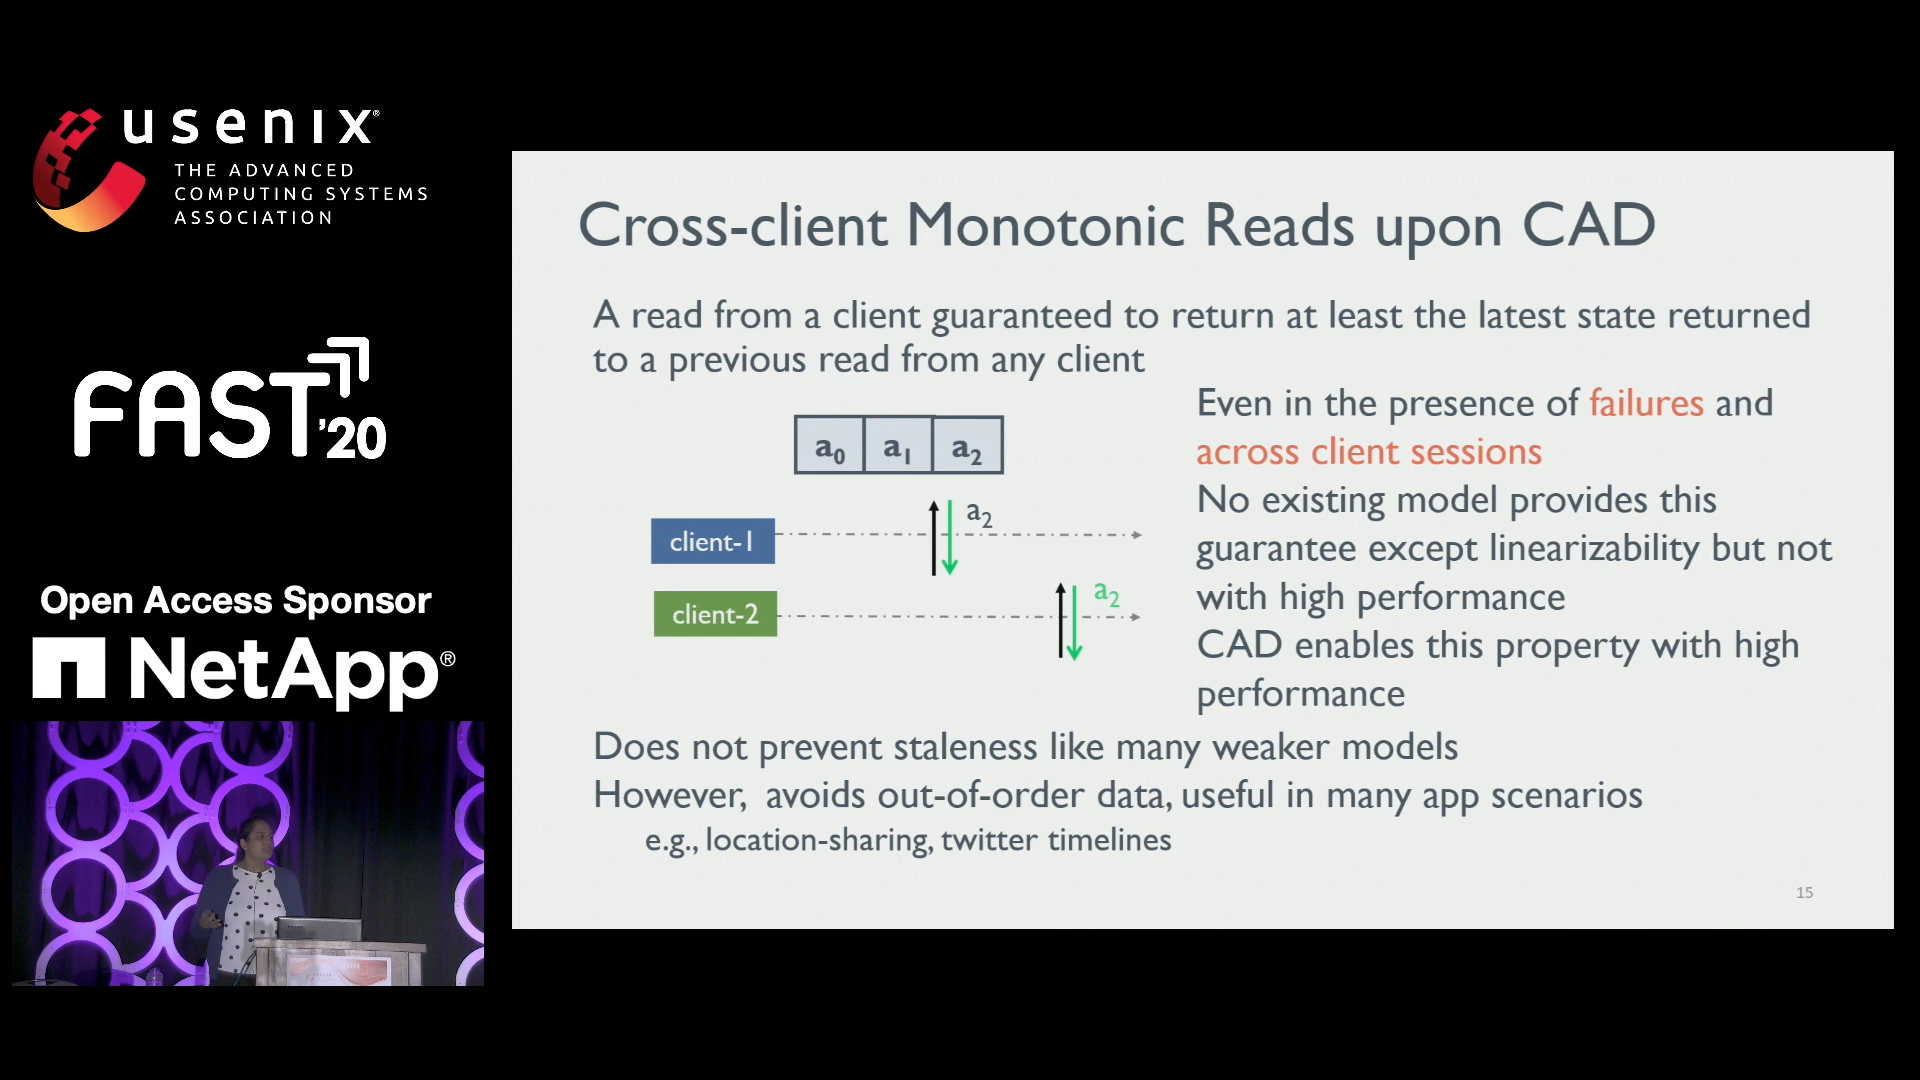 usenix®
THE ADVANCED
COMPUTING SYSTEMS
ASSOCIATION
FAST '20
Open Access Sponsor
NetApp®
Cross-client Monotonic Reads upon CAD
A read from a client guaranteed to return at least the latest state returned
to a previous read from any client
a0 a1 a2
client-1
a2
client-2
a2
Even in the presence of failures and
across client sessions
No existing model provides this
guarantee except linearizability but not
with high performance
CAD enables this property with high
performance
Does not prevent staleness like many weaker models
However, avoids out-of-order data, useful in many app scenarios
e.g., location-sharing, twitter timelines
15